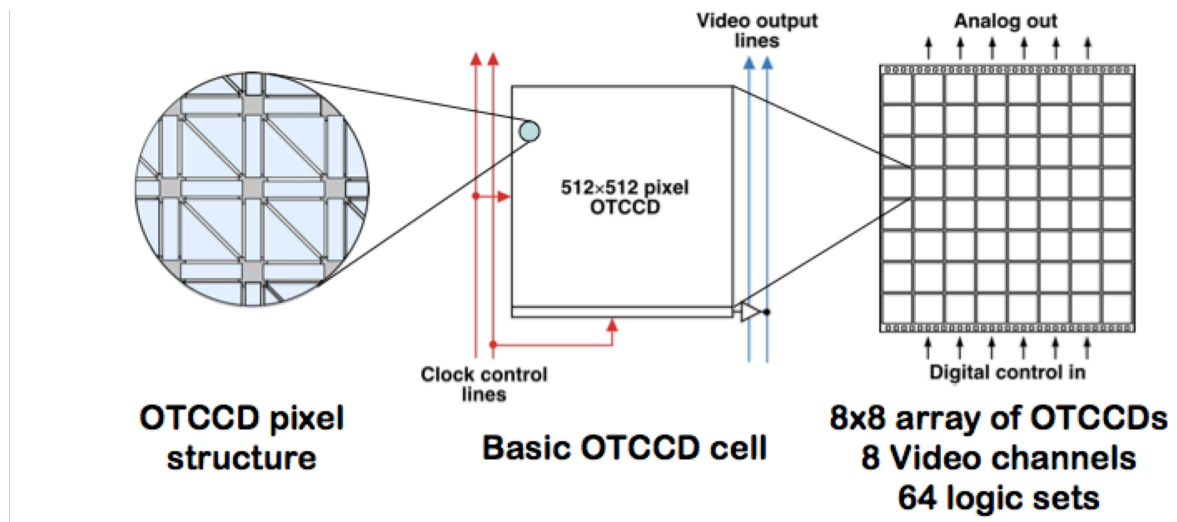 Video output
lines
Analog out
512×512 pixel
OTCCD
Clock control
lines
Digital control in
OTCCD pixel
structure
Basic OTCCD cell
8x8 array of OTCCDs
8 Video channels
64 logic sets